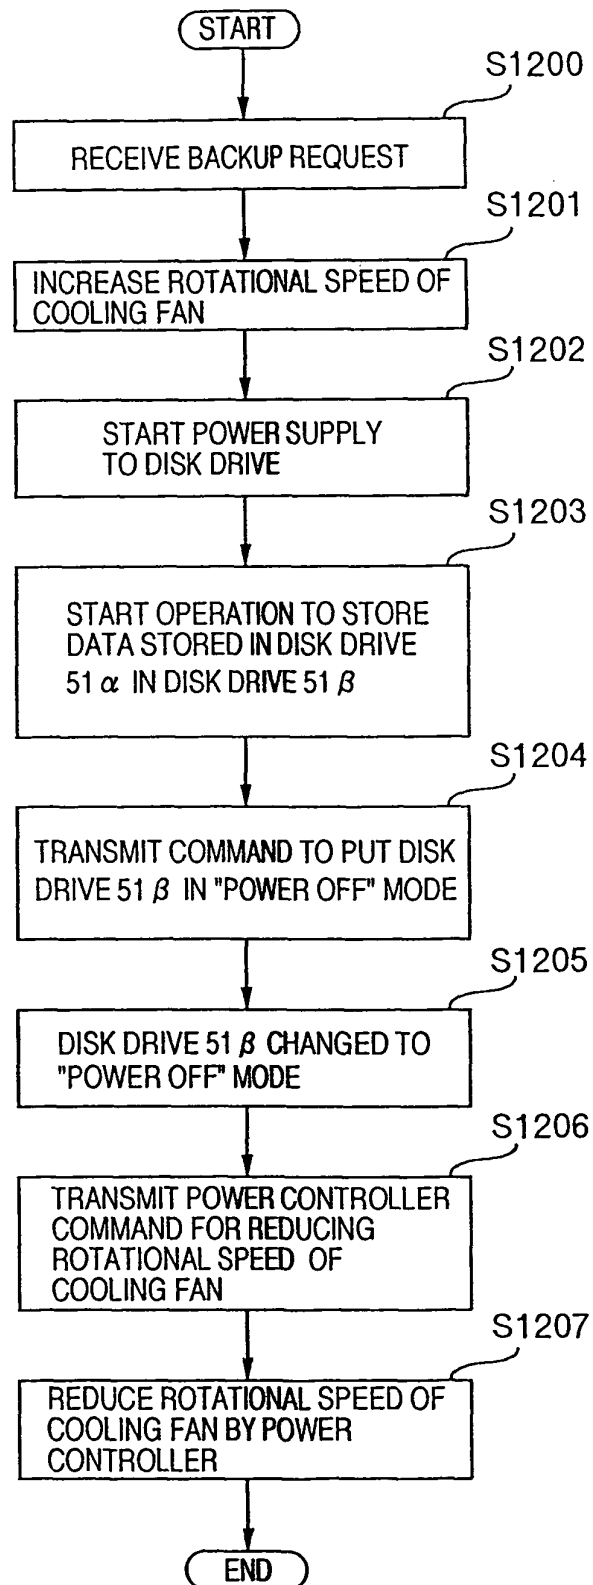 START
S1200
RECEIVE BACKUP REQUEST
S1201
INCREASE ROTATIONAL SPEED OF
COOLING FAN
S1202
START POWER SUPPLY
TO DISK DRIVE
S1203
START OPERATION TO STORE
DATA STORED IN DISK DRIVE
51 α IN DISK DRIVE 51 β
S1204
TRANSMIT COMMAND TO PUT DISK
DRIVE 51 β IN "POWER OFF" MODE
S1205
DISK DRIVE 51 β CHANGED TO
"POWER OFF" MODE
S1206
TRANSMIT POWER CONTROLLER
COMMAND FOR REDUCING
ROTATIONAL SPEED OF
COOLING FAN
S1207
REDUCE ROTATIONAL SPEED OF
COOLING FAN BY POWER
CONTROLLER
END